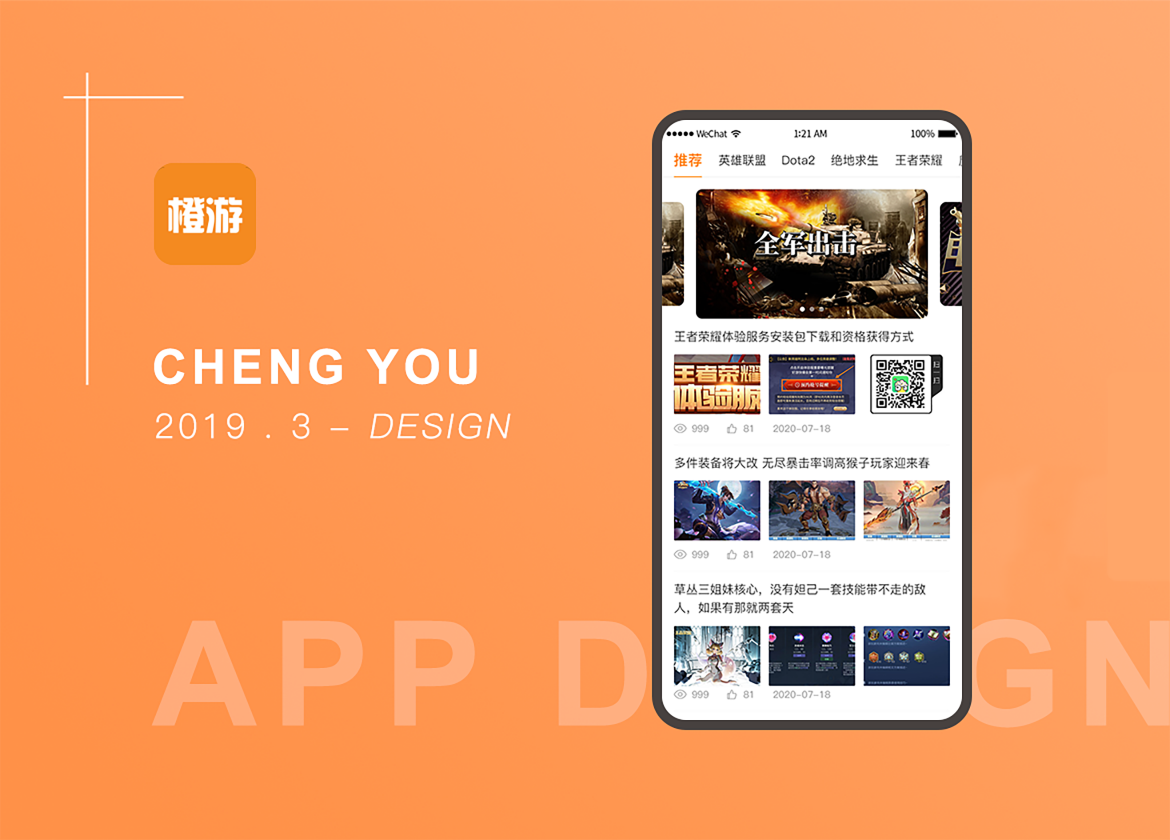 橙游
CHENG YOU
2019 . 3 – DESIGN
APP D GN
WeChat 1:21 AM 100%
推荐 英雄联盟 Dota2 绝地求生 王者荣耀
全军出击
王者荣耀体验服务安装包下载和资格获得方式
王者荣耀
体验服
扫一扫
999 81 2020-07-18
多件装备将大改 无尽暴击率调高猴子玩家迎来春
999 81 2020-07-18
草丛三姐妹核心，没有妲己一套技能带不走的敌
人，如果有那就两套天
999 81 2020-07-18